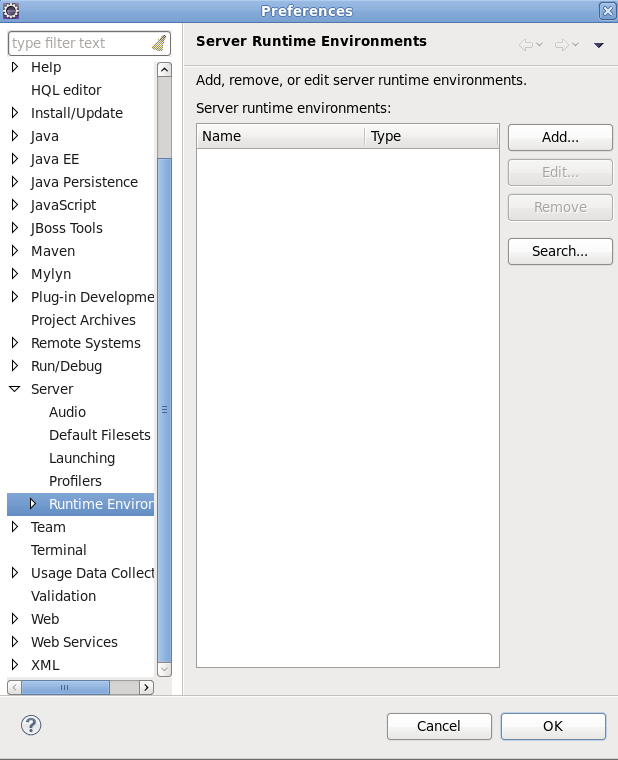 Preferences
type filter text
Help
HQL editor
Install/Update
Java
Java EE
Java Persistence
JavaScript
JBoss Tools
Maven
Mylyn
Plug-in Developme
Project Archives
Remote Systems
Run/Debug
Server
Audio
Default Filesets
Launching
Profilers
Runtime Environ
Team
Terminal
Usage Data Collect
Validation
Web
Web Services
XML
Server Runtime Environments
Add, remove, or edit server runtime environments.
Server runtime environments:
Name Type
Add...
Edit...
Remove
Search...
Cancel OK